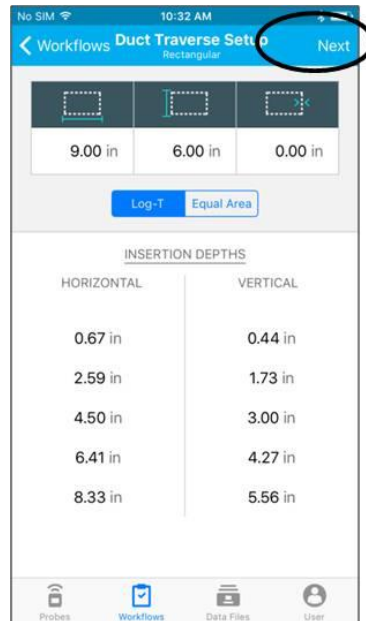 No SIM 10:32 AM
Workflows Duct Traverse Setup Next
Rectangular
9.00 in 6.00 in 0.00 in
Log-T Equal Area
INSERTION DEPTHS
HORIZONTAL VERTICAL
0.67 in 0.44 in
2.59 in 1.73 in
4.50 in 3.00 in
6.41 in 4.27 in
8.33 in 5.56 in
Probes Workflows Data Files User